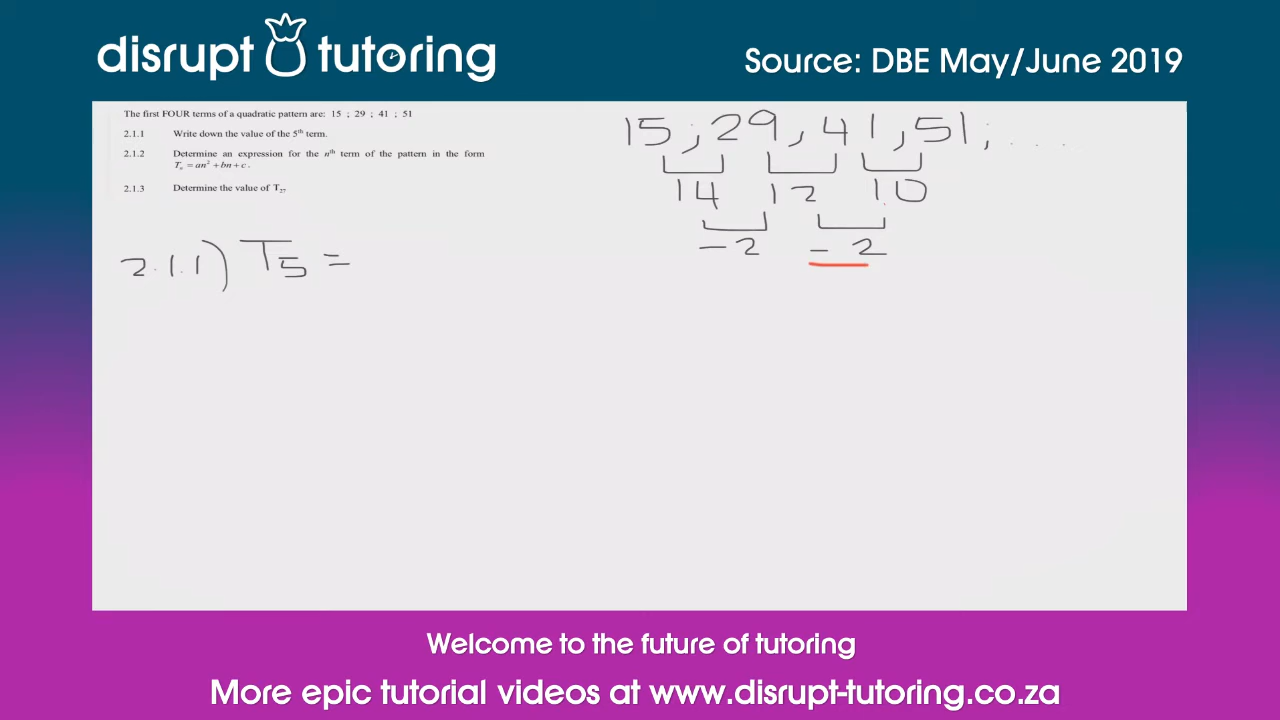 disrupt tutoring
Source: DBE May/June 2019
The first FOUR terms of a quadratic pattern are: 15 ; 29 ; 41 ; 51
2.1.1 Write down the value of the 5th term.
2.1.2 Determine an expression for the nth term of the pattern in the form
Tn = an² + bn + c.
2.1.3 Determine the value of T27
15 ; 29 , 41 , 51 ; . . . .
14 12 10
-2 -2
2.1.1) T5 =
Welcome to the future of tutoring
More epic tutorial videos at www.disrupt-tutoring.co.za